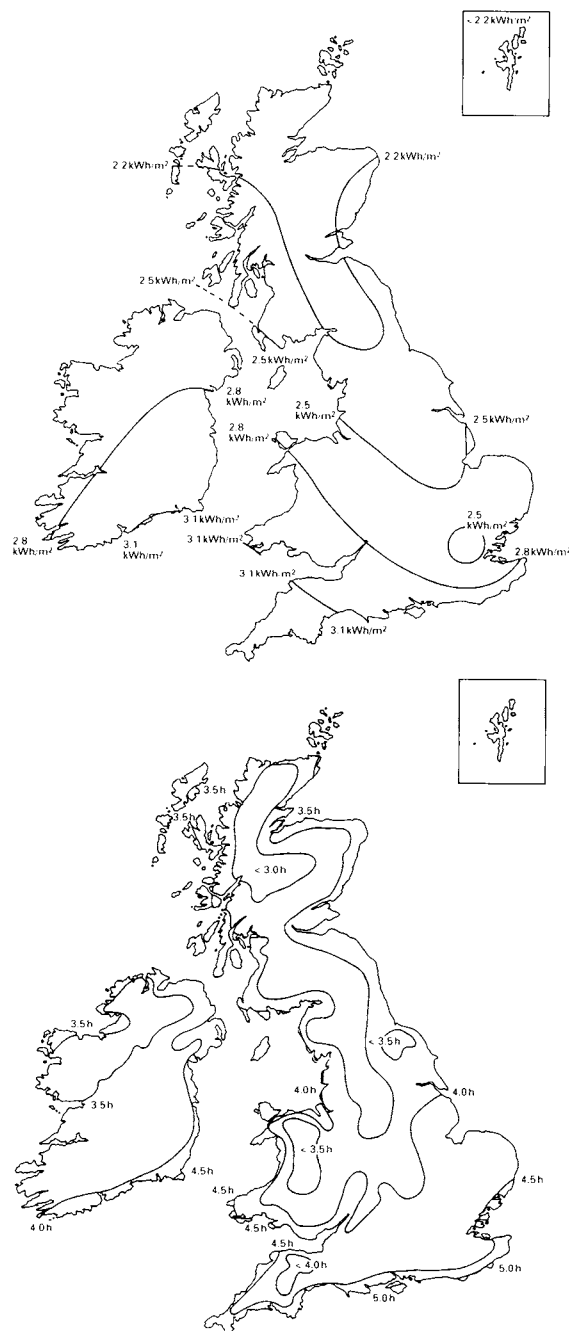 < 2.2kWh/m²
2.2kWh/m²
2.2kWh/m²
2.5kWh/m²
2.5kWh/m²
2.8
kWh/m²
2.5
kWh/m²
2.8
kWh/m²
2.5kWh/m²
2.5
kWh/m²
2.8
kWh/m²
3.1
kWh/m²
3.1kWh/m²
3.1kWh/m²
2.8kWh/m²
3.1kWh/m²
3.1kWh/m²
3.5h
3.5h
3.5h
< 3.0h
3.5h
< 3.5h
3.5h
4.0h
4.0h
< 3.5h
4.5h
4.5h
4.5h
4.0h
4.5h
4.5h
< 4.0h
5.0h
5.0h